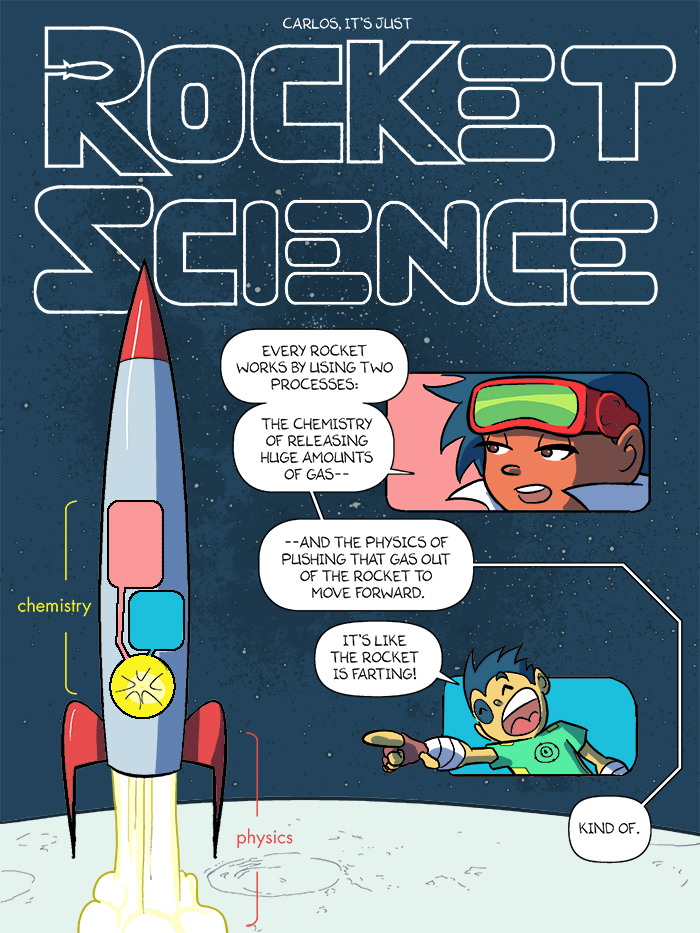 CARLOS, IT'S JUST
ROCKET
SCIENCE
EVERY ROCKET
WORKS BY USING TWO
PROCESSES:
THE CHEMISTRY
OF RELEASING
HUGE AMOUNTS
OF GAS--
--AND THE PHYSICS OF
PUSHING THAT GAS OUT
OF THE ROCKET TO
MOVE FORWARD.
chemistry
IT'S LIKE
THE ROCKET
IS FARTING!
KIND OF.
physics